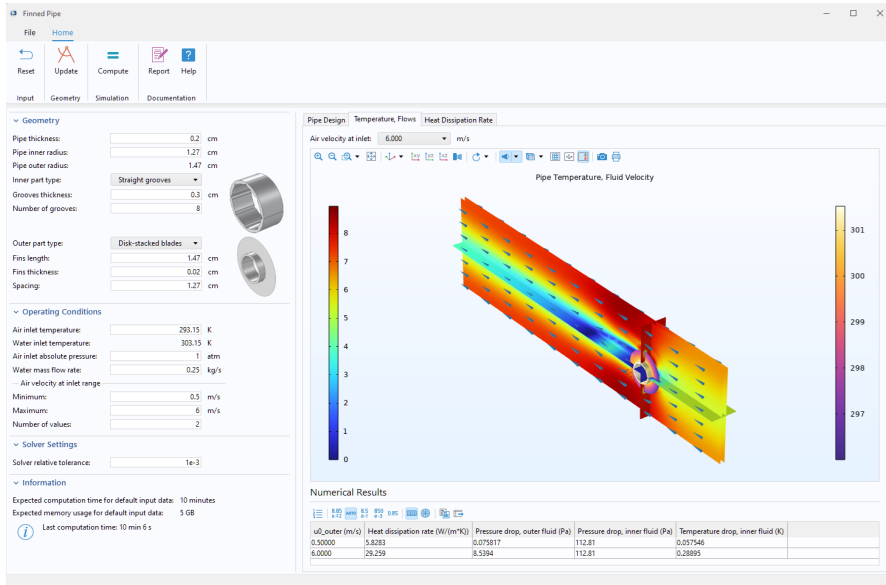 Finned Pipe
File Home
Reset Update Compute Report Help
Input Geometry Simulation Documentation
Geometry
Pipe thickness: 0.2 cm
Pipe inner radius: 1.27 cm
Pipe outer radius: 1.47 cm
Inner part type: Straight grooves
Grooves thickness: 0.3 cm
Number of grooves: 8
Outer part type: Disk-stacked blades
Fins length: 1.47 cm
Fins thickness: 0.02 cm
Spacing: 1.27 cm
Operating Conditions
Air inlet temperature: 293.15 K
Water inlet temperature: 303.15 K
Air inlet absolute pressure: 1 atm
Water mass flow rate: 0.25 kg/s
Air velocity at inlet range
Minimum: 0.5 m/s
Maximum: 6 m/s
Number of values: 2
Solver Settings
Solver relative tolerance: 1e-3
Information
Expected computation time for default input data: 10 minutes
Expected memory usage for default input data: 5 GB
Last computation time: 10 min 6 s
Pipe Design Temperature, Flows Heat Dissipation Rate
Air velocity at inlet: 6.000 m/s
Pipe Temperature, Fluid Velocity
8
7
6
5
4
3
2
1
0
301
300
299
298
297
Numerical Results
u0_outer (m/s) Heat dissipation rate (W/(m*K)) Pressure drop, outer fluid (Pa) Pressure drop, inner fluid (Pa) Temperature drop, inner fluid (K)
0.50000 5.8283 0.075817 112.81 0.057546
6.0000 29.259 8.5394 112.81 0.28895